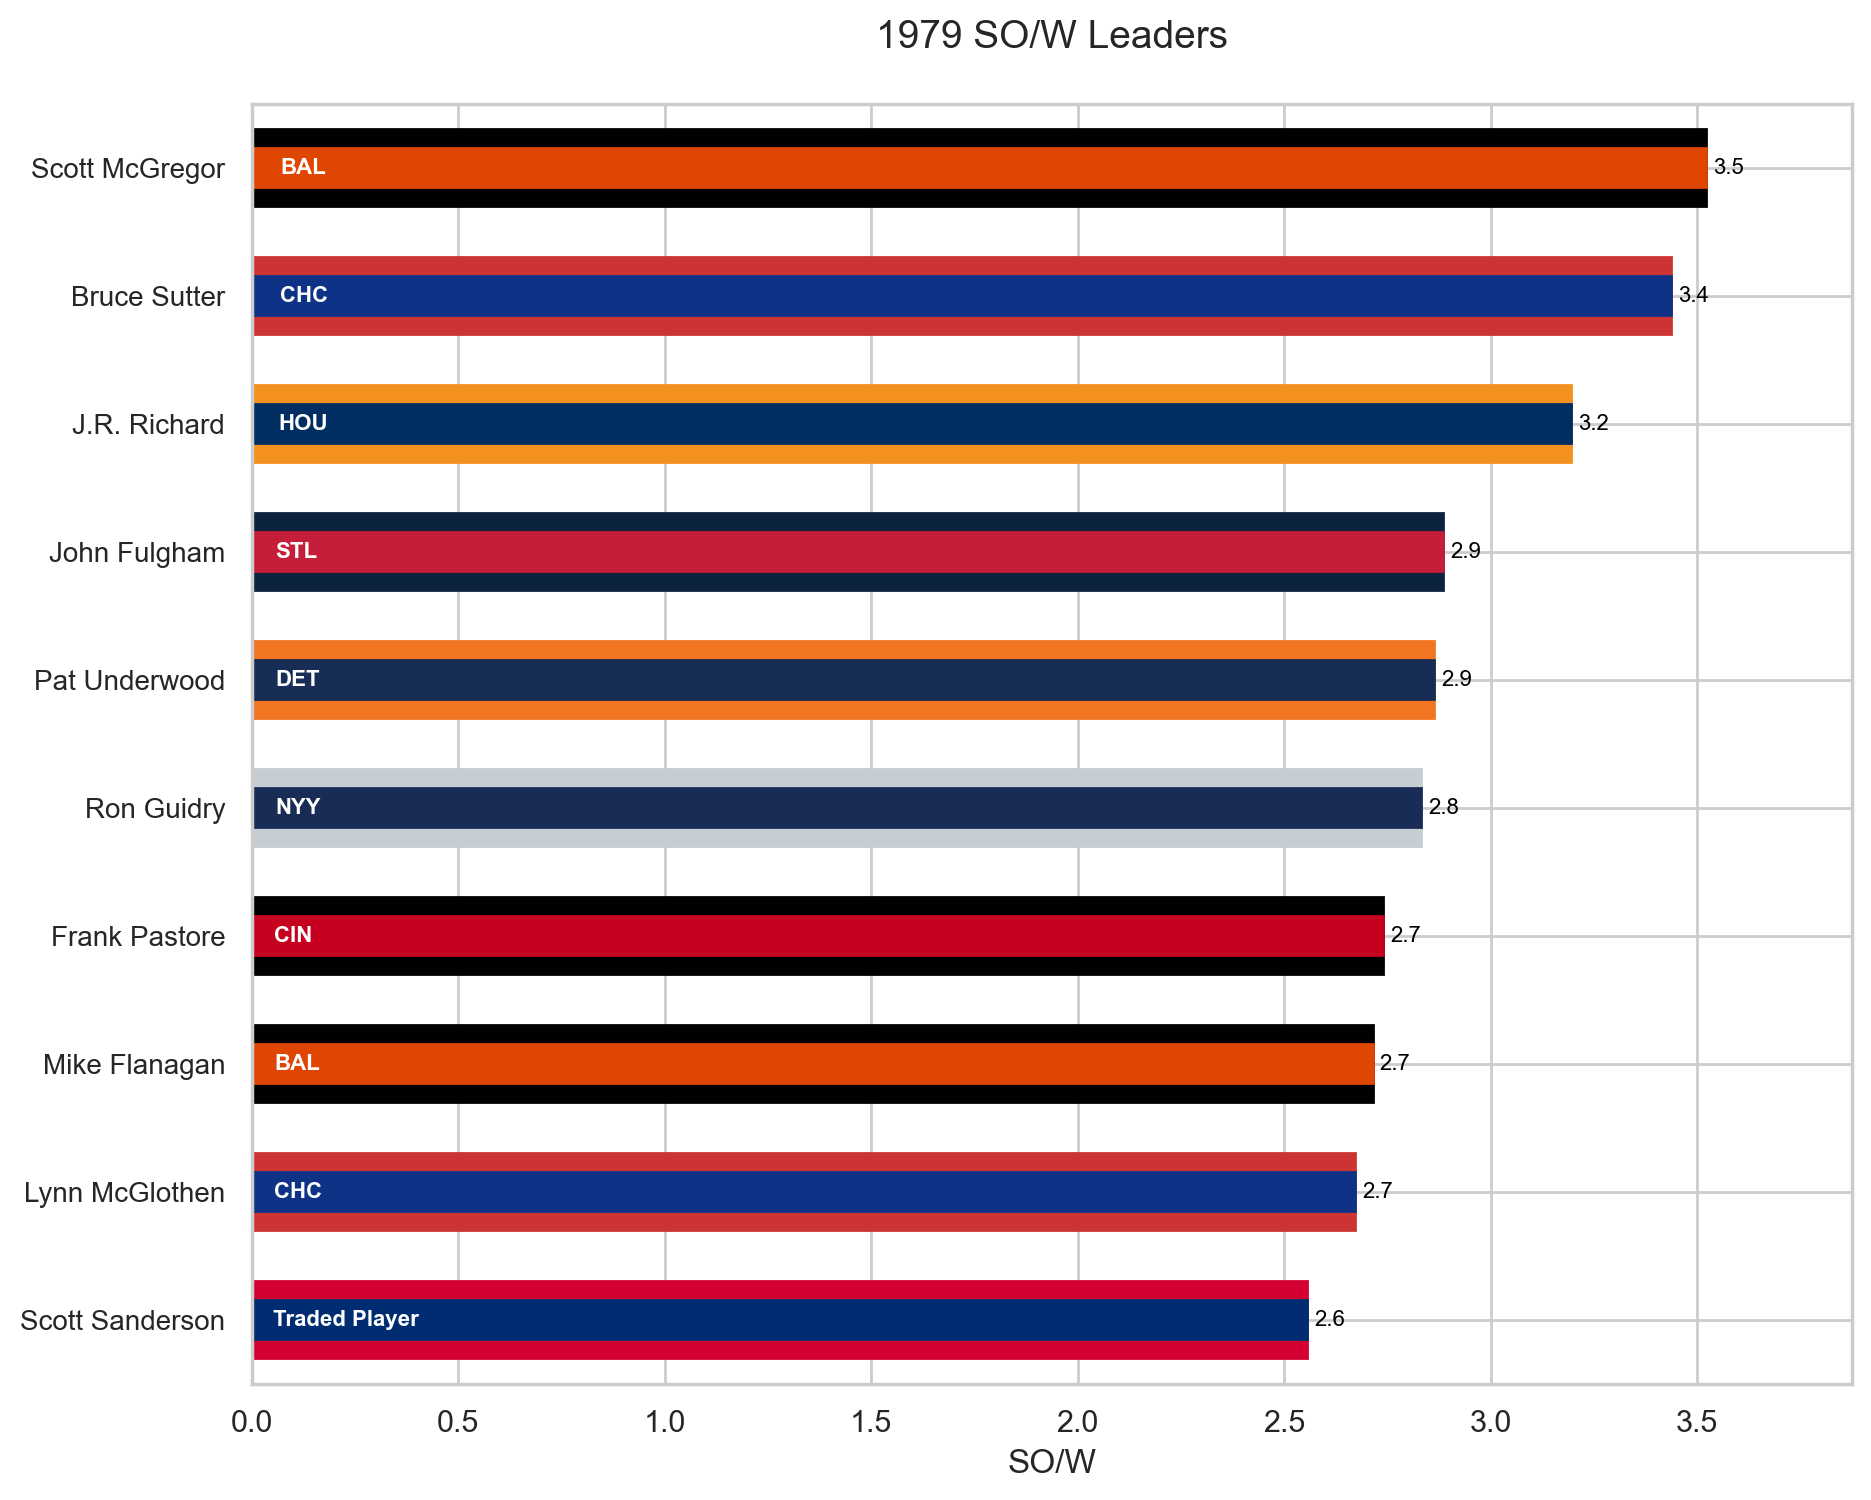 1979 SO/W Leaders
Scott McGregor BAL 3.5
Bruce Sutter CHC 3.4
J.R. Richard HOU 3.2
John Fulgham STL 2.9
Pat Underwood DET 2.9
Ron Guidry NYY 2.8
Frank Pastore CIN 2.7
Mike Flanagan BAL 2.7
Lynn McGlothen CHC 2.7
Scott Sanderson Traded Player 2.6
0.0 0.5 1.0 1.5 2.0 2.5 3.0 3.5
SO/W